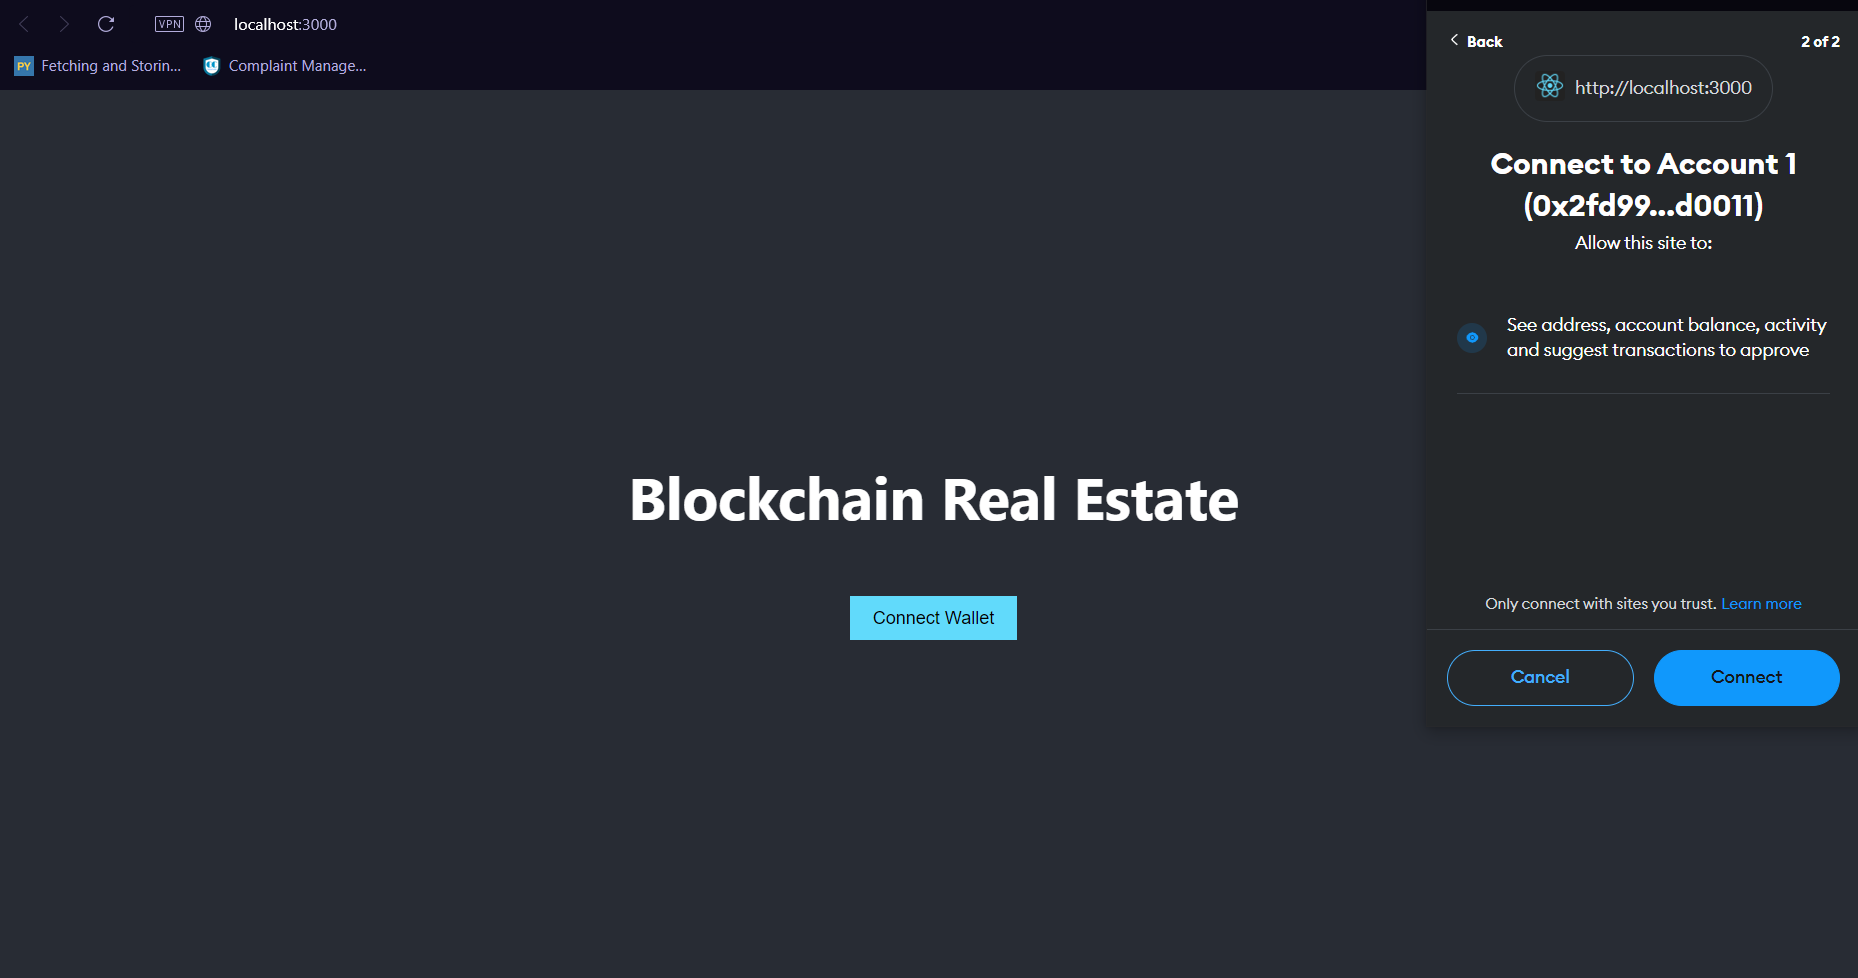 VPN
localhost:3000
PY Fetching and Storin...
Complaint Manage...
Blockchain Real Estate
Connect Wallet
Back
2 of 2
http://localhost:3000
Connect to Account 1
(0x2fd99...d0011)
Allow this site to:
See address, account balance, activity
and suggest transactions to approve
Only connect with sites you trust. Learn more
Cancel
Connect